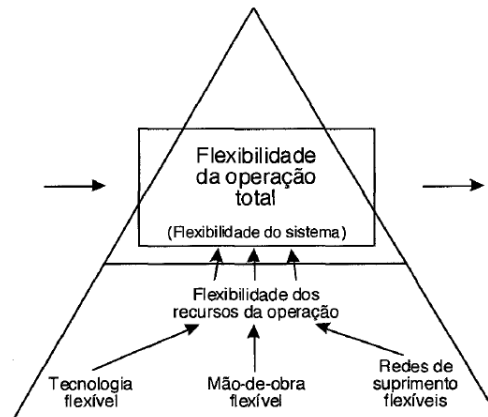 Flexibilidade
da operação
total
(Flexibilidade do sistema)
Flexibilidade dos
recursos da operação
Tecnologia
flexível
Mão-de-obra
flexível
Redes de
suprimento
flexíveis